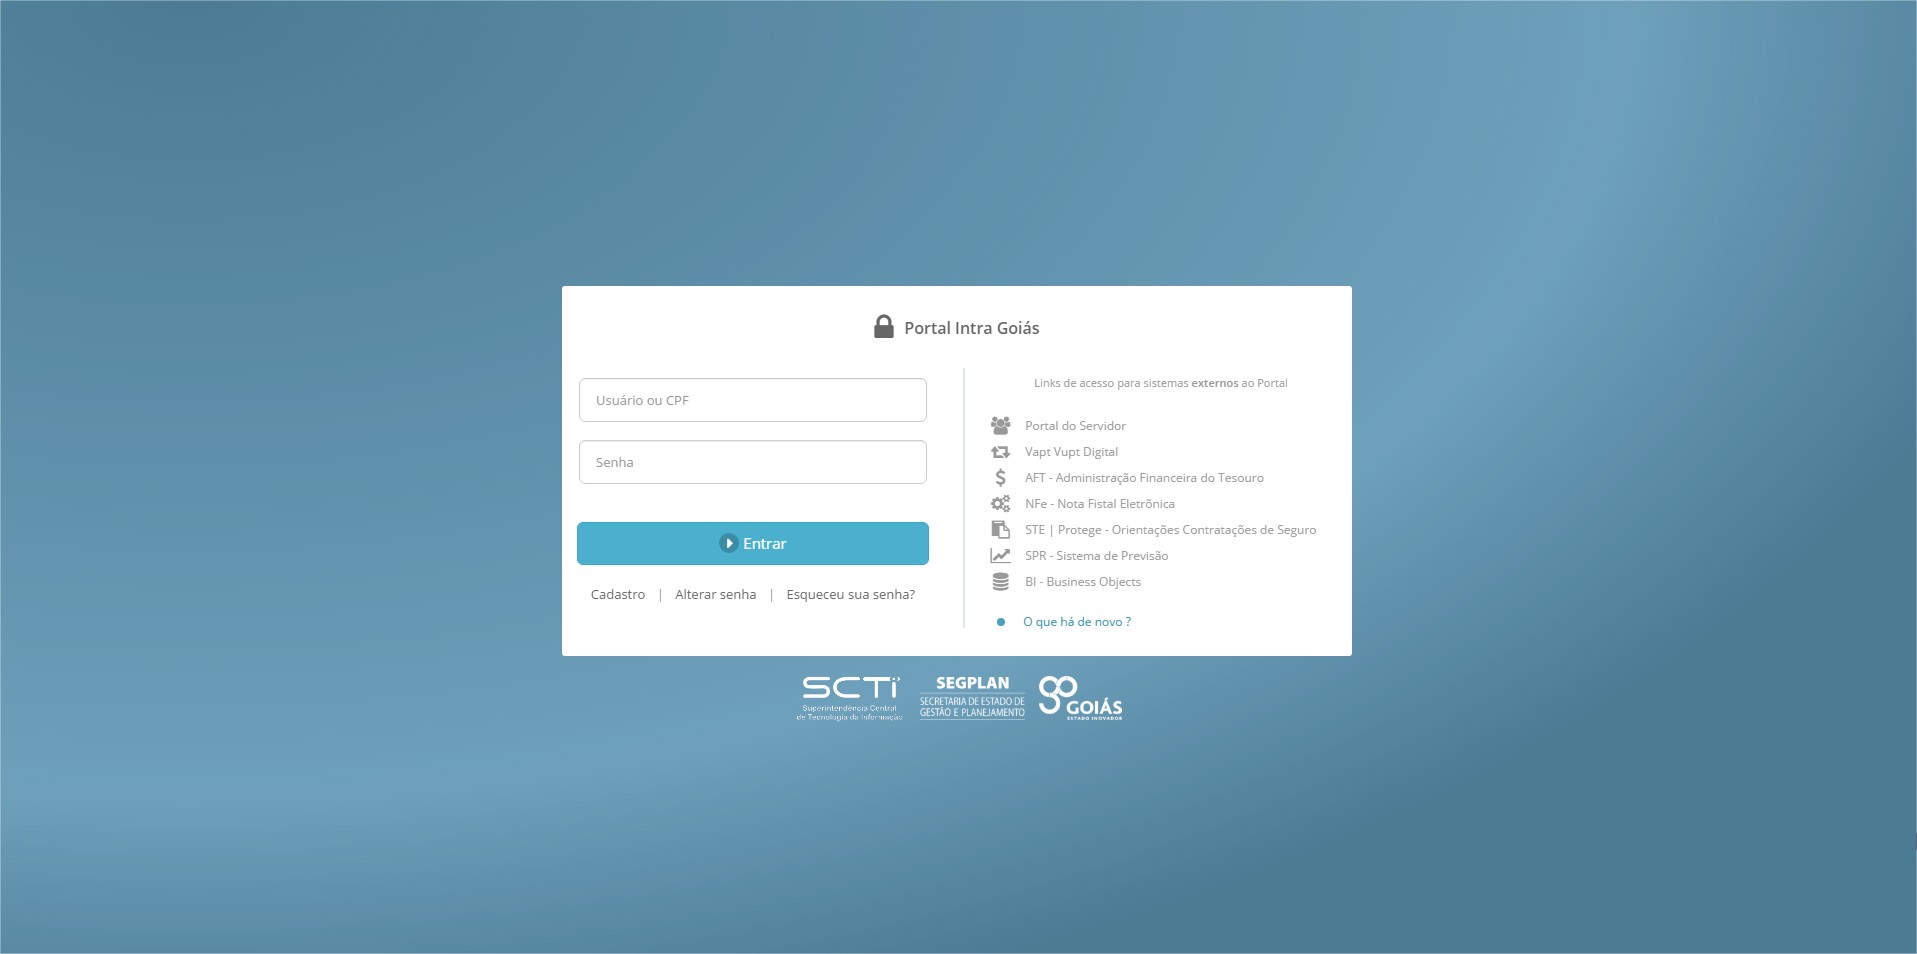 Portal Intra Goiás
Usuário ou CPF
Senha
Entrar
Cadastro | Alterar senha | Esqueceu sua senha?
Links de acesso para sistemas externos ao Portal
Portal do Servidor
Vapt Vupt Digital
AFT - Administração Financeira do Tesouro
NFe - Nota Fistal Eletrõnica
STE | Protege - Orientações Contratações de Seguro
SPR - Sistema de Previsão
BI - Business Objects
O que há de novo ?
SCTi
Superintendência Central
de Tecnologia da Informação
SEGPLAN
SECRETARIA DE ESTADO DE
GESTÃO E PLANEJAMENTO
GOIÁS
ESTADO INOVADOR